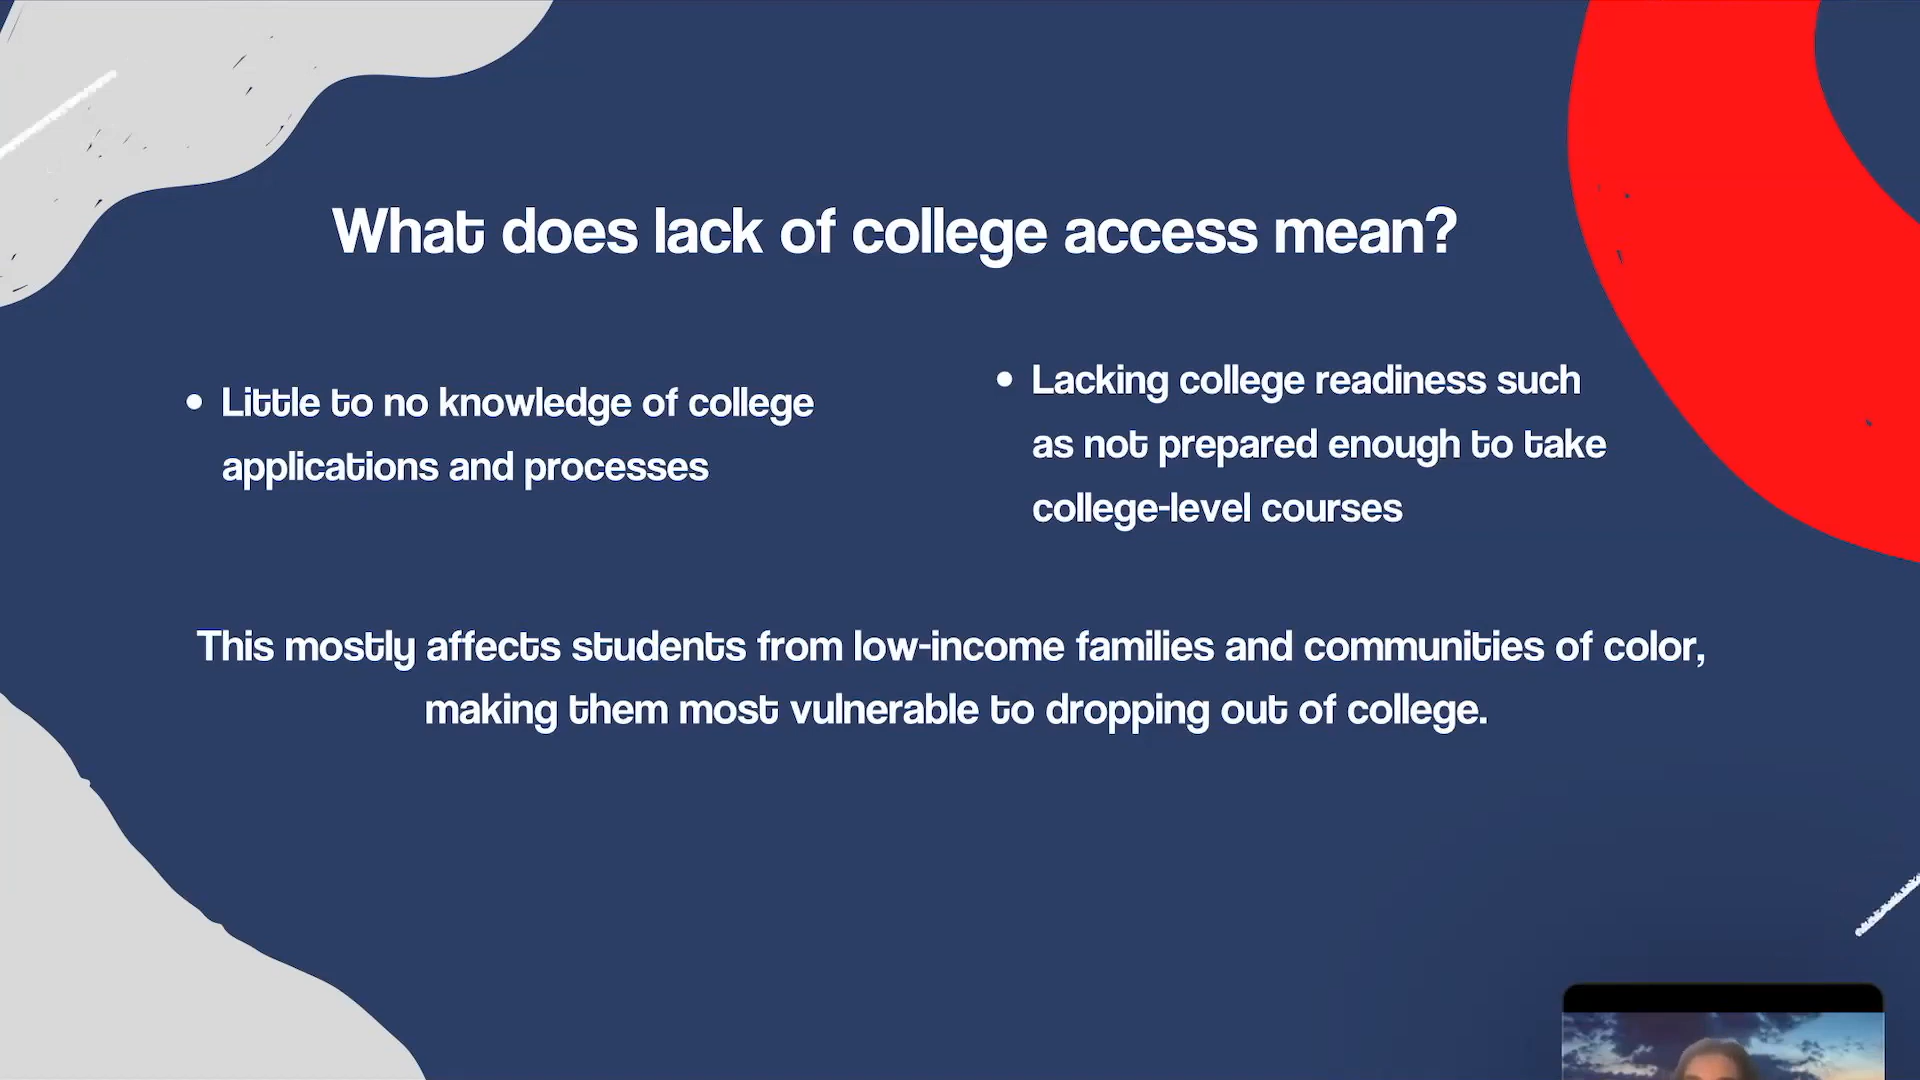 What does lack of college access mean?
• Little to no knowledge of college
applications and processes
• Lacking college readiness such
as not prepared enough to take
college-level courses
This mostly affects students from low-income families and communities of color,
making them most vulnerable to dropping out of college.